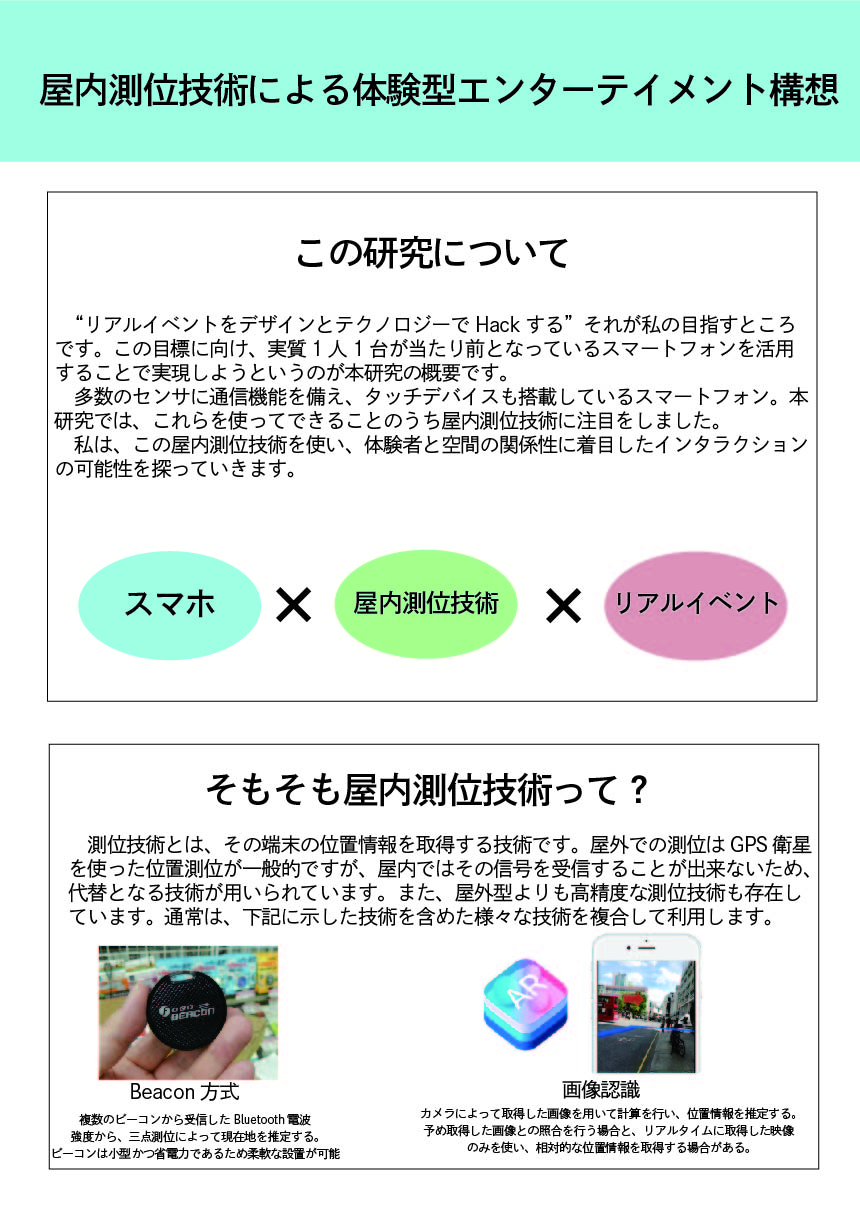 屋内測位技術による体験型エンターテイメント構想
この研究について
“リアルイベントをデザインとテクノロジーで Hack する”それが私の目指すところ
です。この目標に向け、実質 1 人 1 台が当たり前となっているスマートフォンを活用
することで実現しようというのが本研究の概要です。
多数のセンサに通信機能を備え、タッチデバイスも搭載しているスマートフォン。本
研究では、これらを使ってできることのうち屋内測位技術に注目をしました。
私は、この屋内測位技術を使い、体験者と空間の関係性に着目したインタラクション
の可能性を探っていきます。
スマホ × 屋内測位技術 × リアルイベント
そもそも屋内測位技術って？
測位技術とは、その端末の位置情報を取得する技術です。屋外での測位は GPS 衛星
を使った位置測位が一般的ですが、屋内ではその信号を受信することが出来ないため、
代替となる技術が用いられています。また、屋外型よりも高精度な測位技術も存在し
ています。通常は、下記に示した技術を含めた様々な技術を複合して利用します。
BEACON
AR
Beacon 方式
複数のビーコンから受信した Bluetooth 電波
強度から、三点測位によって現在地を推定する。
ビーコンは小型かつ省電力であるため柔軟な設置が可能
画像認識
カメラによって取得した画像を用いて計算を行い、位置情報を推定する。
予め取得した画像との照合を行う場合と、リアルタイムに取得した映像
のみを使い、相対的な位置情報を取得する場合がある。